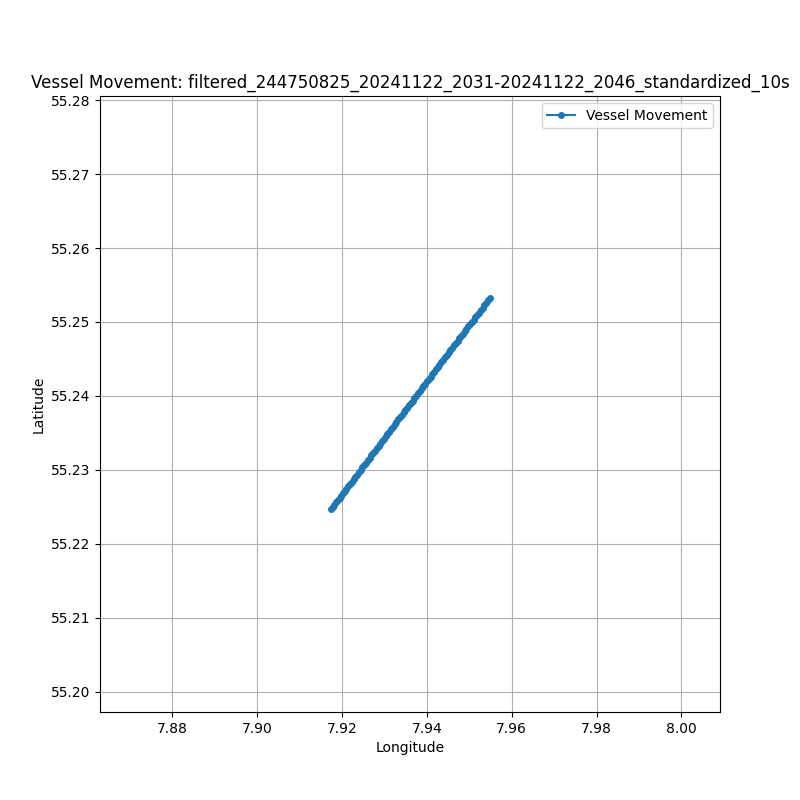 Vessel Movement: filtered_244750825_20241122_2031-20241122_2046_standardized_10s
Vessel Movement
55.28
55.27
55.26
55.25
55.24
55.23
55.22
55.21
55.20
Latitude
7.88 7.90 7.92 7.94 7.96 7.98 8.00
Longitude